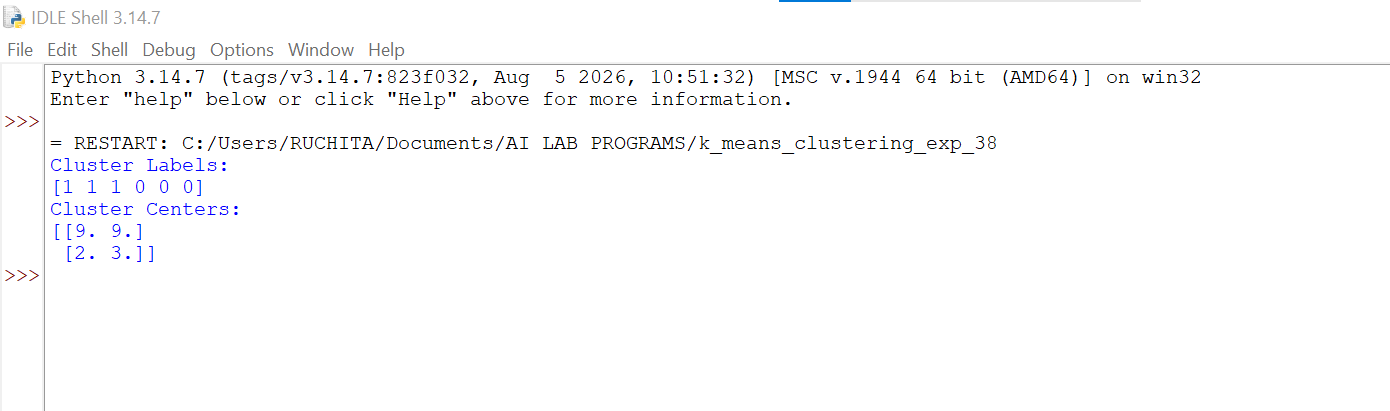 IDLE Shell 3.14.7
File Edit Shell Debug Options Window Help
Python 3.14.7 (tags/v3.14.7:823f032, Aug  5 2026, 10:51:32) [MSC v.1944 64 bit (AMD64)] on win32
Enter "help" below or click "Help" above for more information.
>>>
= RESTART: C:/Users/RUCHITA/Documents/AI LAB PROGRAMS/k_means_clustering_exp_38
Cluster Labels:
[1 1 1 0 0 0]
Cluster Centers:
[[9. 9.]
 [2. 3.]]
>>>